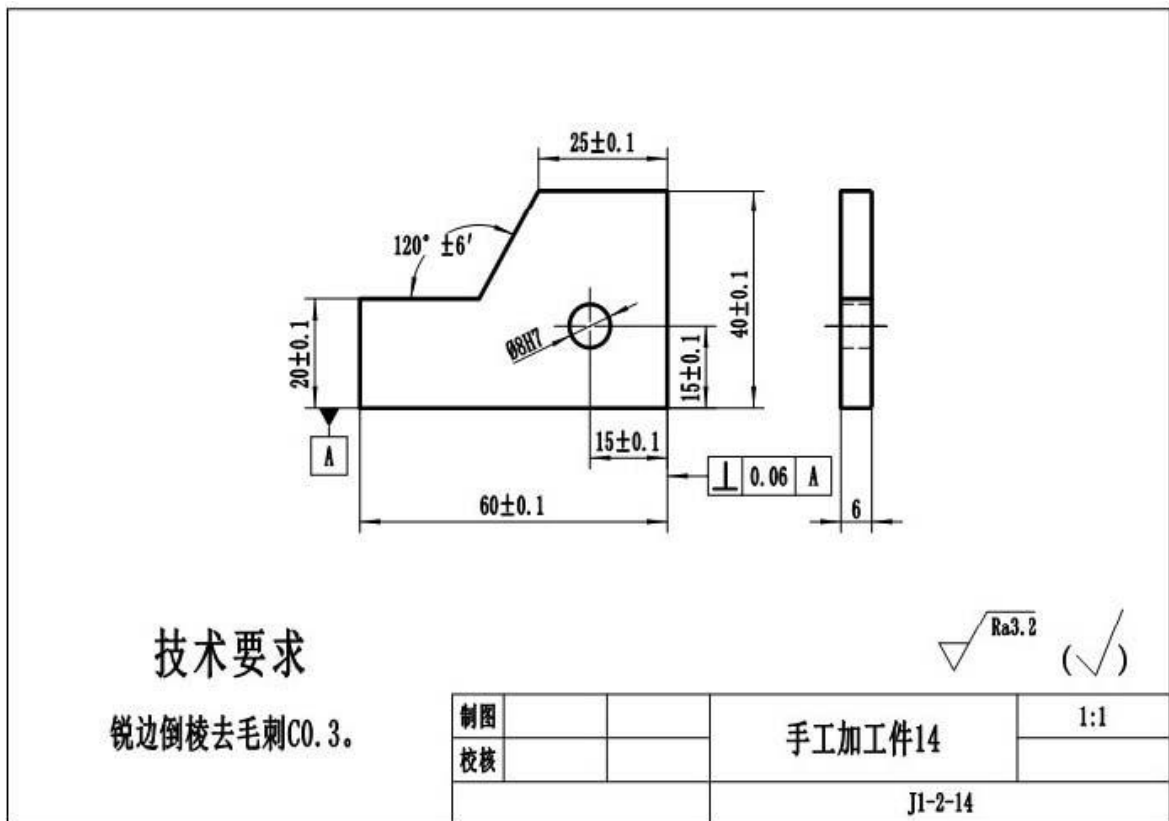 25±0.1
120° ±6′
20±0.1
Ø8H7
40±0.1
15±0.1
A
15±0.1
⊥ 0.06 A
60±0.1
6
技术要求
锐边倒棱去毛刺C0.3。
Ra3.2
(√)
制图
校核
手工加工件14
1:1
J1-2-14